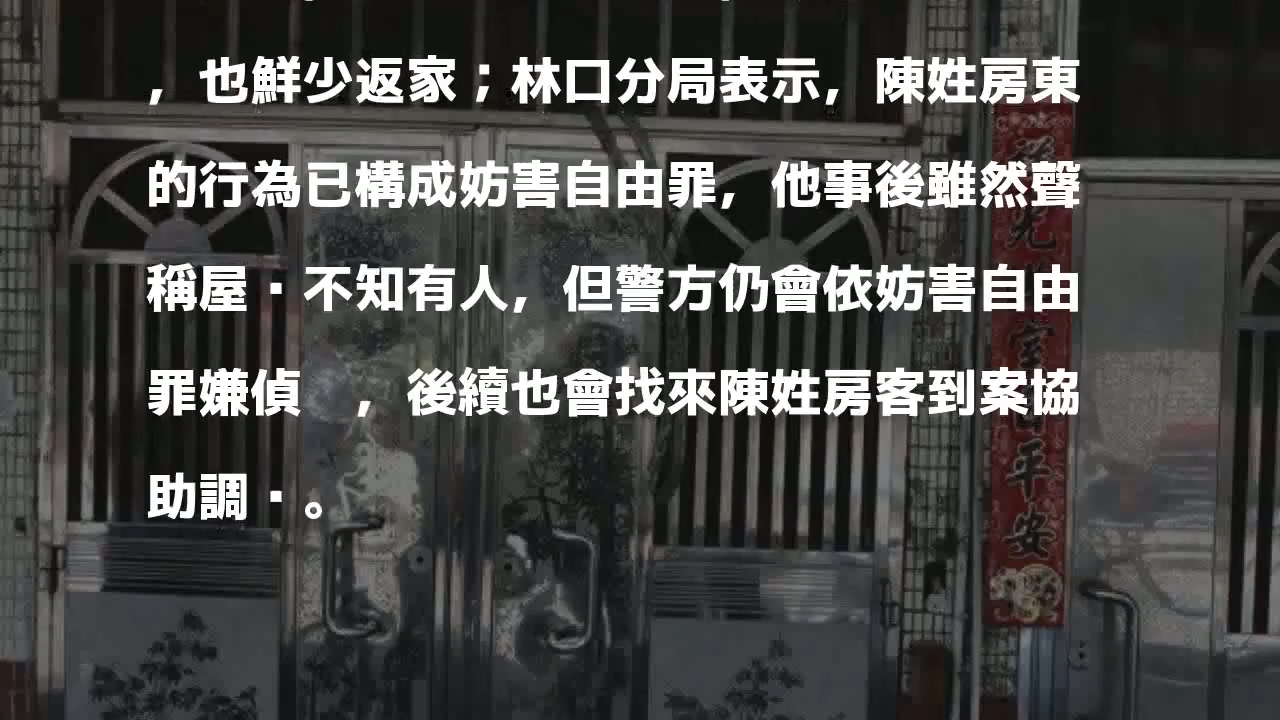 ，也鮮少返家；林口分局表示，陳姓房東
的行為已構成妨害自由罪，他事後雖然聲
稱屋·不知有人，但警方仍會依妨害自由
罪嫌偵　，後續也會找來陳姓房客到案協
助調·。
平安